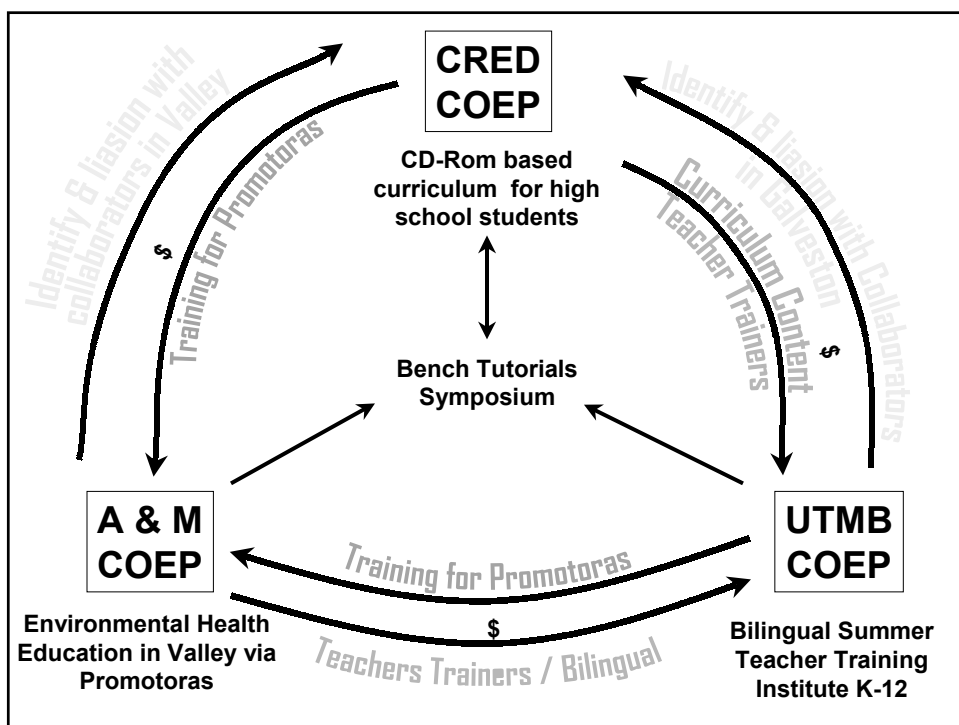 CRED
COEP
CD-Rom based
curriculum for high
school students
Identify & liasion with
collaborators in Valley
$
Training for Promotoras
Identify & liasign with Collaborators
in Galveston
Curriculum Content
Teacher Trainers
$
Bench Tutorials
Symposium
A & M
COEP
Environmental Health
Education in Valley via
Promotoras
Training for Promotoras
$
Teachers Trainers / Bilingual
UTMB
COEP
Bilingual Summer
Teacher Training
Institute K-12